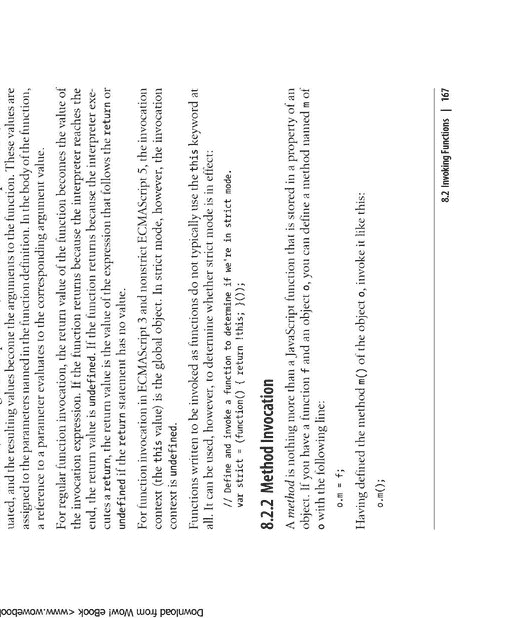 uated, and the resulting values become the arguments to the function. These values are
assigned to the parameters named in the function definition. In the body of the function,
a reference to a parameter evaluates to the corresponding argument value.
For regular function invocation, the return value of the function becomes the value of
the invocation expression. If the function returns because the interpreter reaches the
end, the return value is undefined. If the function returns because the interpreter exe-
cutes a return, the return value is the value of the expression that follows the return or
undefined if the return statement has no value.
For function invocation in ECMAScript 3 and nonstrict ECMAScript 5, the invocation
context (the this value) is the global object. In strict mode, however, the invocation
context is undefined.
Functions written to be invoked as functions do not typically use the this keyword at
all. It can be used, however, to determine whether strict mode is in effect:
// Define and invoke a function to determine if we're in strict mode.
var strict = (function() { return !this; }());
8.2.2 Method Invocation
A method is nothing more than a JavaScript function that is stored in a property of an
object. If you have a function f and an object o, you can define a method named m of
o with the following line:
o.m = f;
Having defined the method m() of the object o, invoke it like this:
o.m();
8.2 Invoking Functions | 167
Download from Wow! eBook <www.wowebook